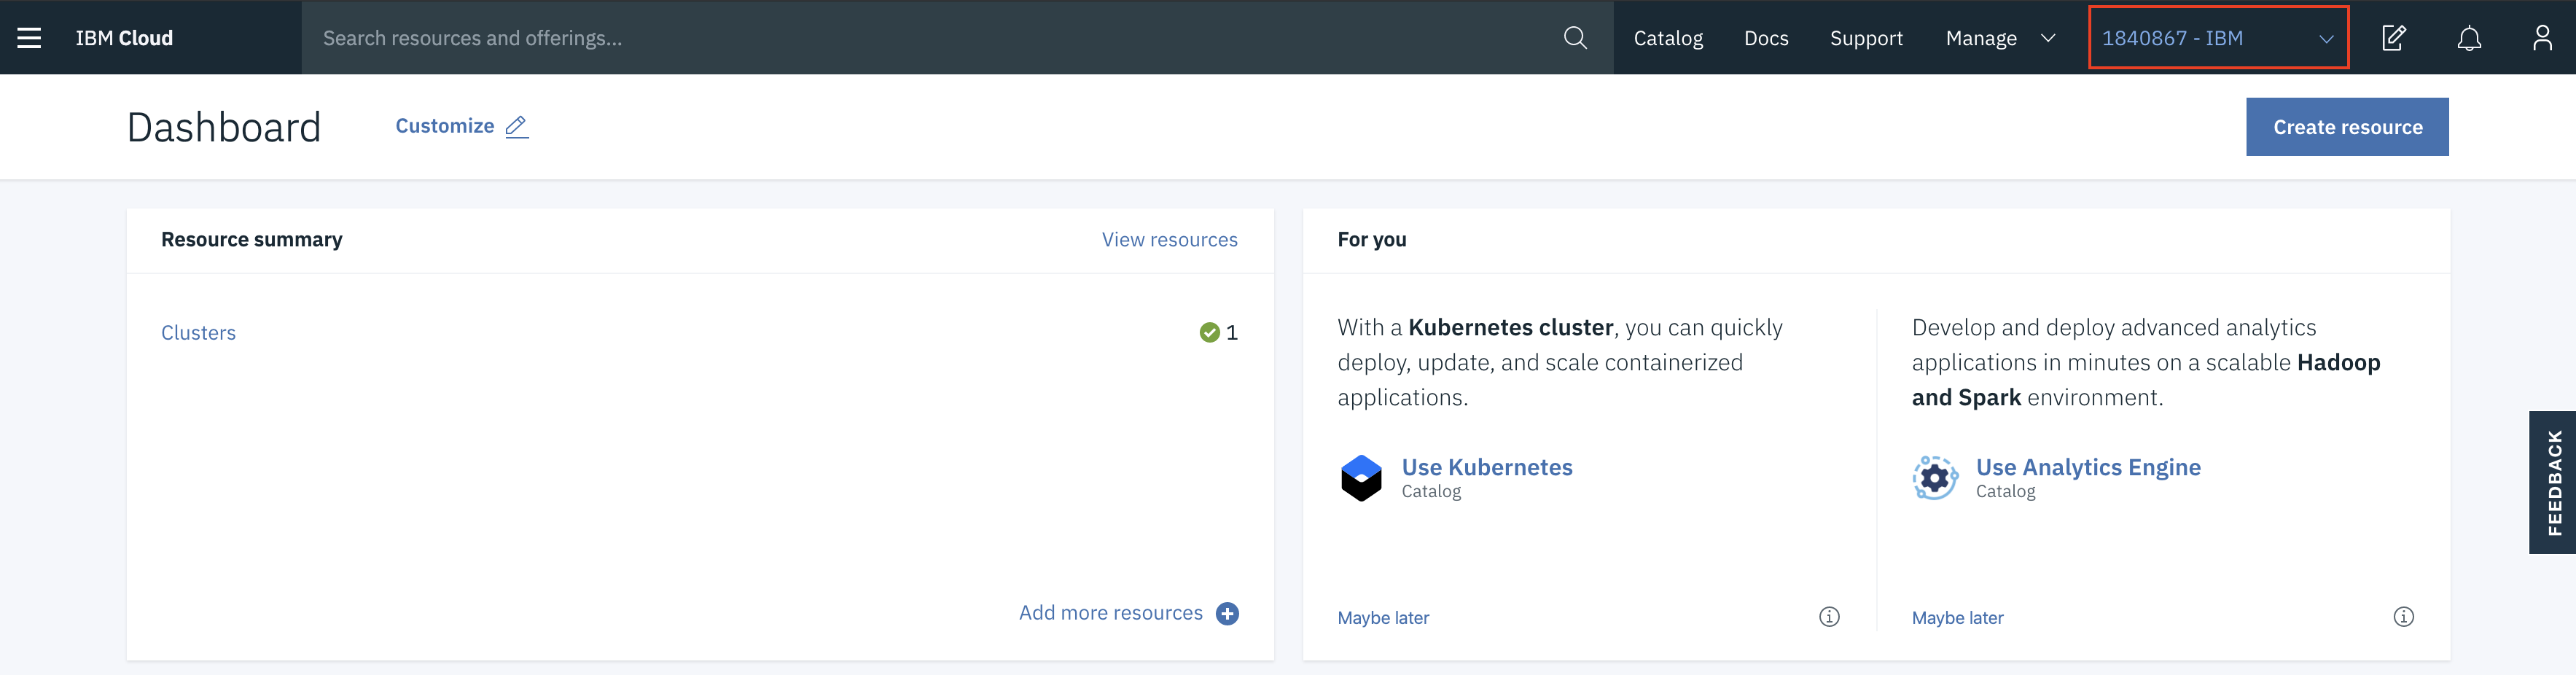 IBM Cloud
Search resources and offerings...
Catalog
Docs
Support
Manage
1840867 - IBM
Dashboard
Customize
Create resource
Resource summary
View resources
Clusters
1
Add more resources
For you
With a Kubernetes cluster, you can quickly
deploy, update, and scale containerized
applications.
Use Kubernetes
Catalog
Maybe later
Develop and deploy advanced analytics
applications in minutes on a scalable Hadoop
and Spark environment.
Use Analytics Engine
Catalog
Maybe later
FEEDBACK